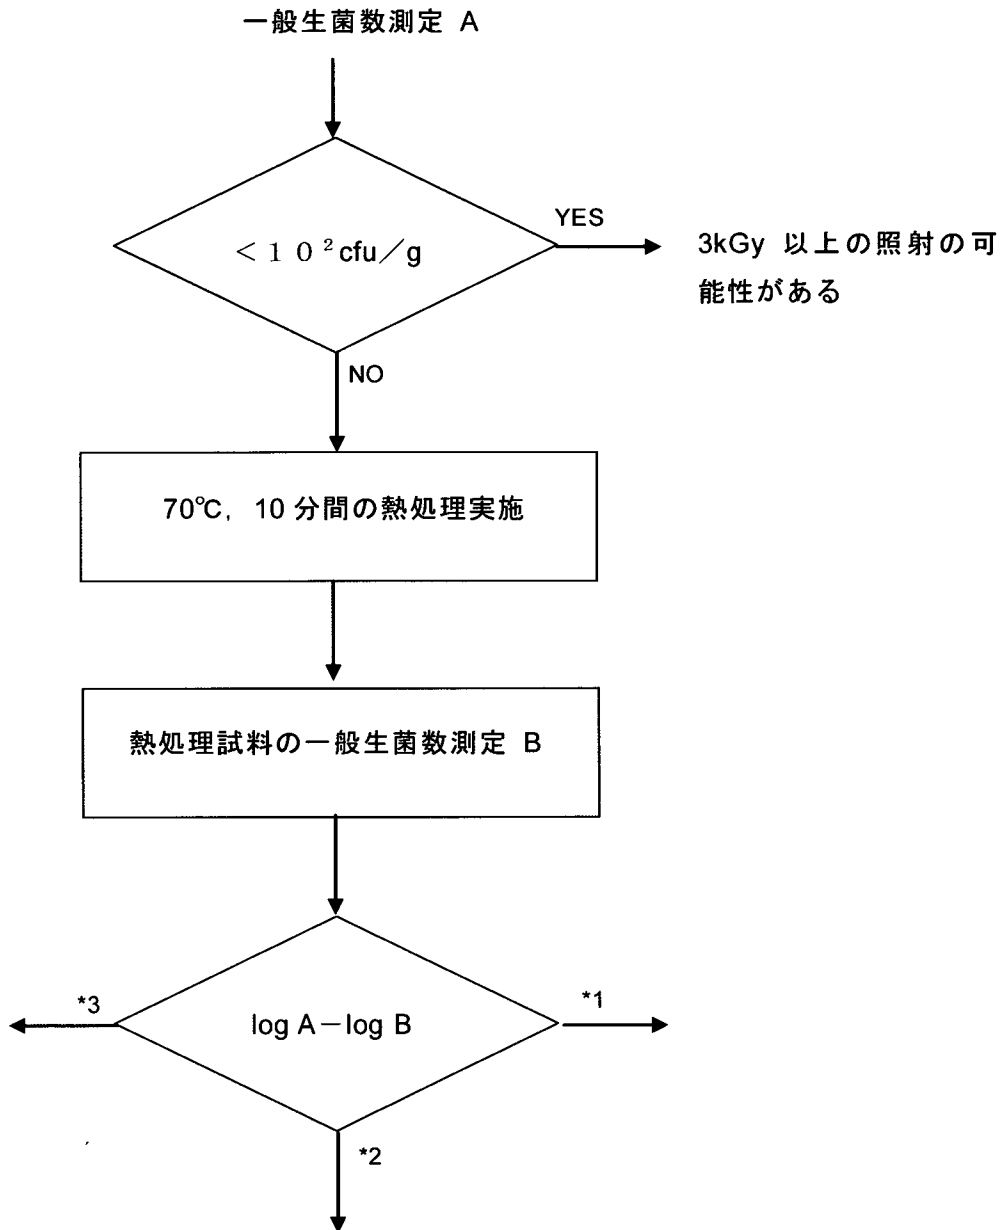 一般生菌数測定 A
<１０²cfu／g
YES
3kGy 以上の照射の可
能性がある
NO
70℃, 10 分間の熱処理実施
熱処理試料の一般生菌数測定 B
*3
log A－log B
*1
*2